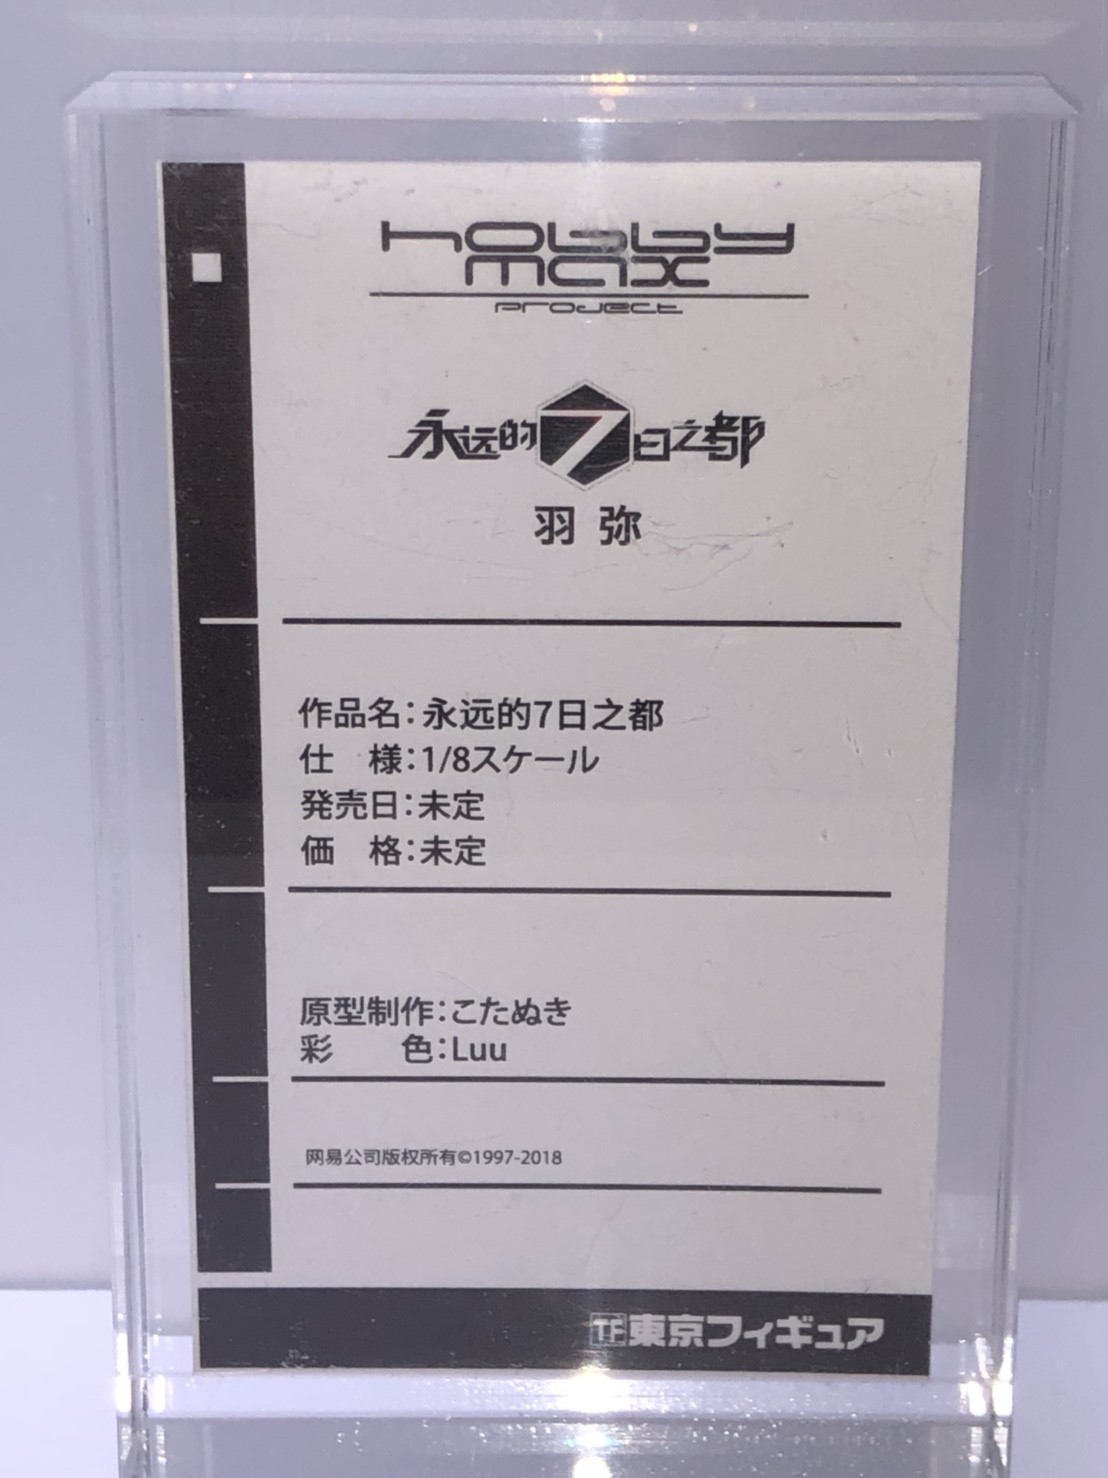 hobby
max
project
永远的7日之都
羽 弥
作品名：永远的7日之都
仕　様：1/8スケール
発売日：未定
価　格：未定
原型制作：こたぬき
彩　　色：Luu
网易公司版权所有©1997-2018
TF東京フィギュア